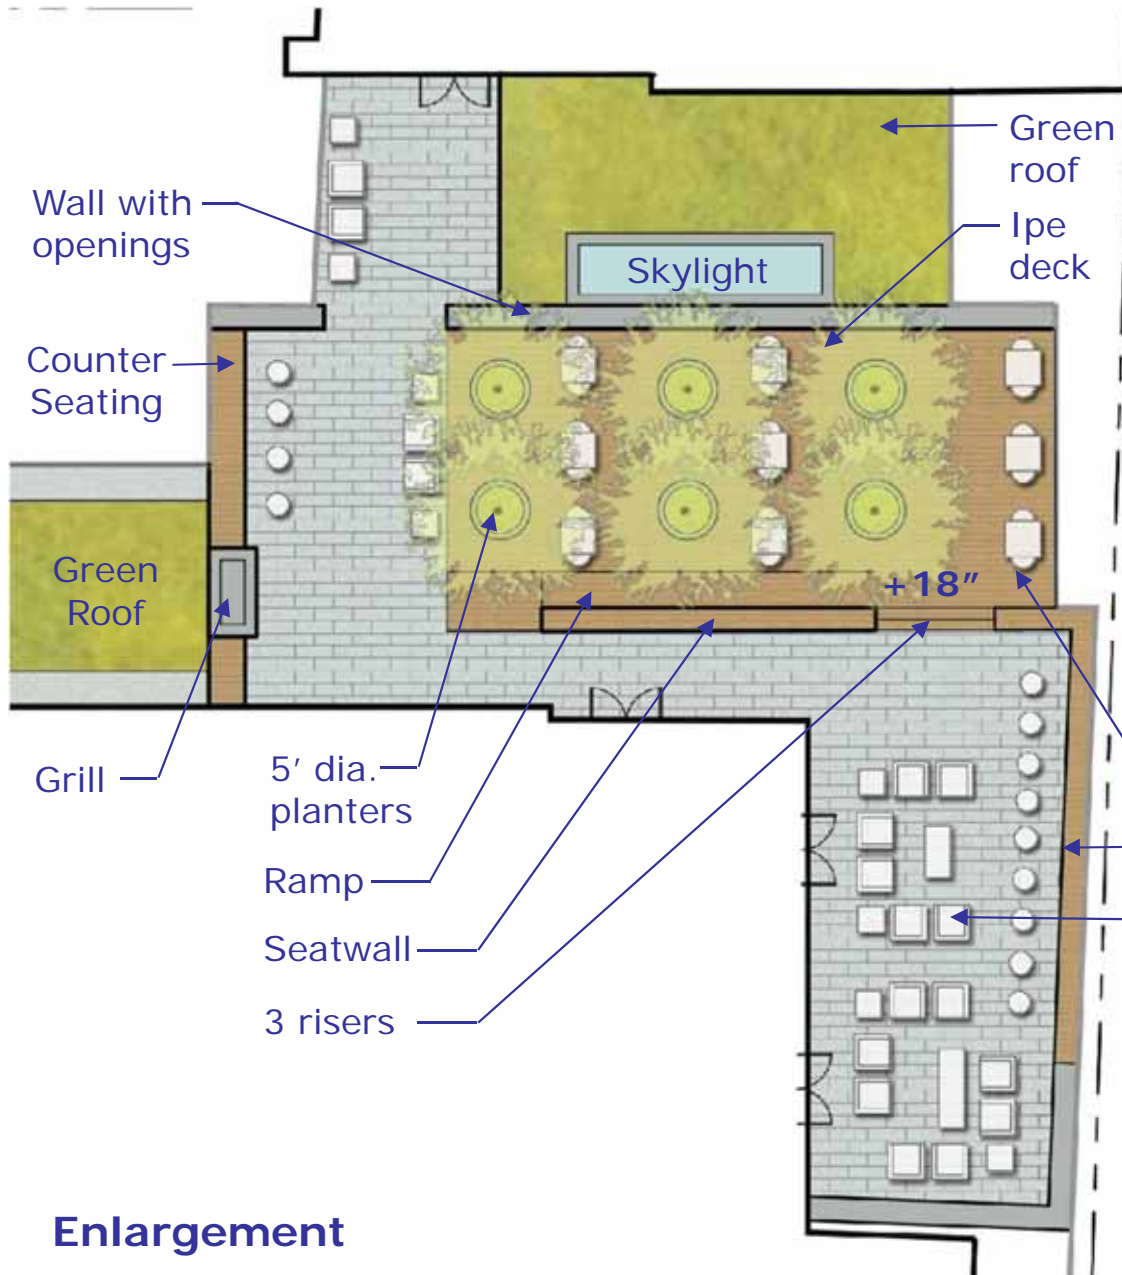 Green
roof
Wall with
openings
Ipe
deck
Skylight
Counter
Seating
Green
Roof
+18"
Grill
5' dia.
planters
Ramp
Seatwall
3 risers
Enlargement